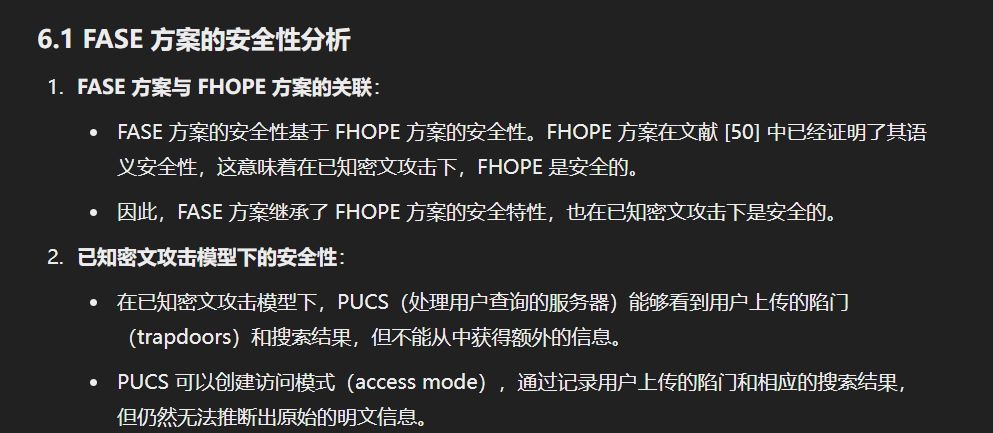 6.1 FASE 方案的安全性分析
1. FASE 方案与 FHOPE 方案的关联：
• FASE 方案的安全性基于 FHOPE 方案的安全性。FHOPE 方案在文献 [50] 中已经证明了其语
义安全性，这意味着在已知密文攻击下，FHOPE 是安全的。
• 因此，FASE 方案继承了 FHOPE 方案的安全特性，也在已知密文攻击下是安全的。
2. 已知密文攻击模型下的安全性：
• 在已知密文攻击模型下，PUCS（处理用户查询的服务器）能够看到用户上传的陷门
（trapdoors）和搜索结果，但不能从中获得额外的信息。
• PUCS 可以创建访问模式（access mode），通过记录用户上传的陷门和相应的搜索结果，
但仍然无法推断出原始的明文信息。